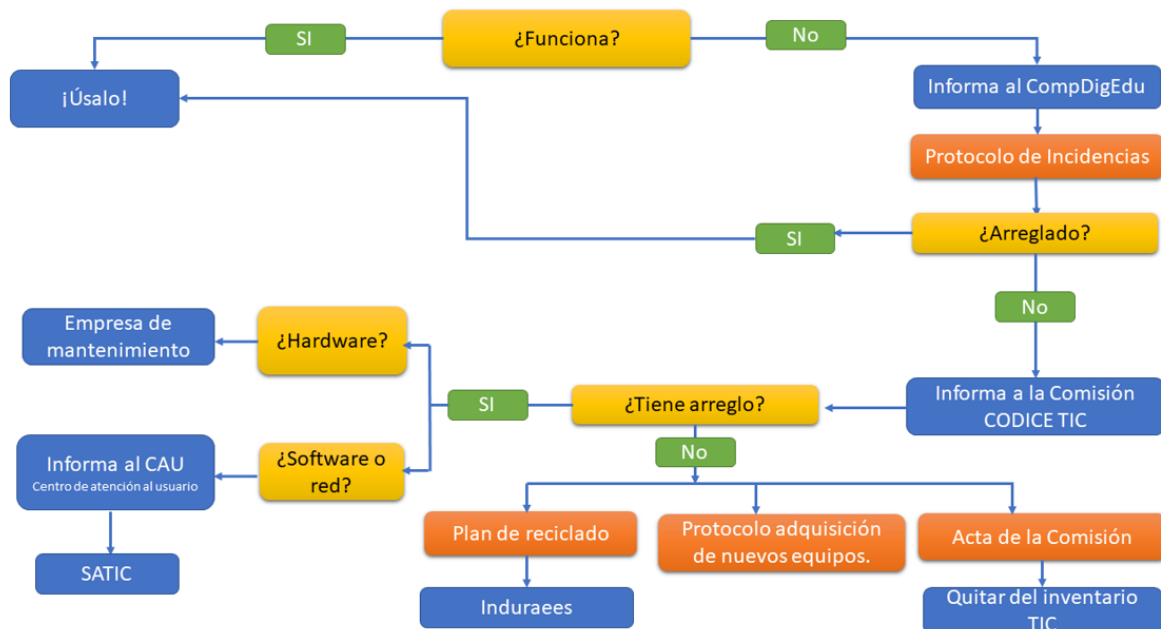 SI
¿Funciona?
No
¡Úsalo!
Informa al CompDigEdu
Protocolo de Incidencias
SI
¿Arreglado?
No
Empresa de
mantenimiento
¿Hardware?
SI
¿Tiene arreglo?
Informa a la Comisión
CODICE TIC
Informa al CAU
Centro de atención al usuario
¿Software o
red?
No
Plan de reciclado
Protocolo adquisición
de nuevos equipos.
Acta de la Comisión
SATIC
Induraees
Quitar del inventario
TIC